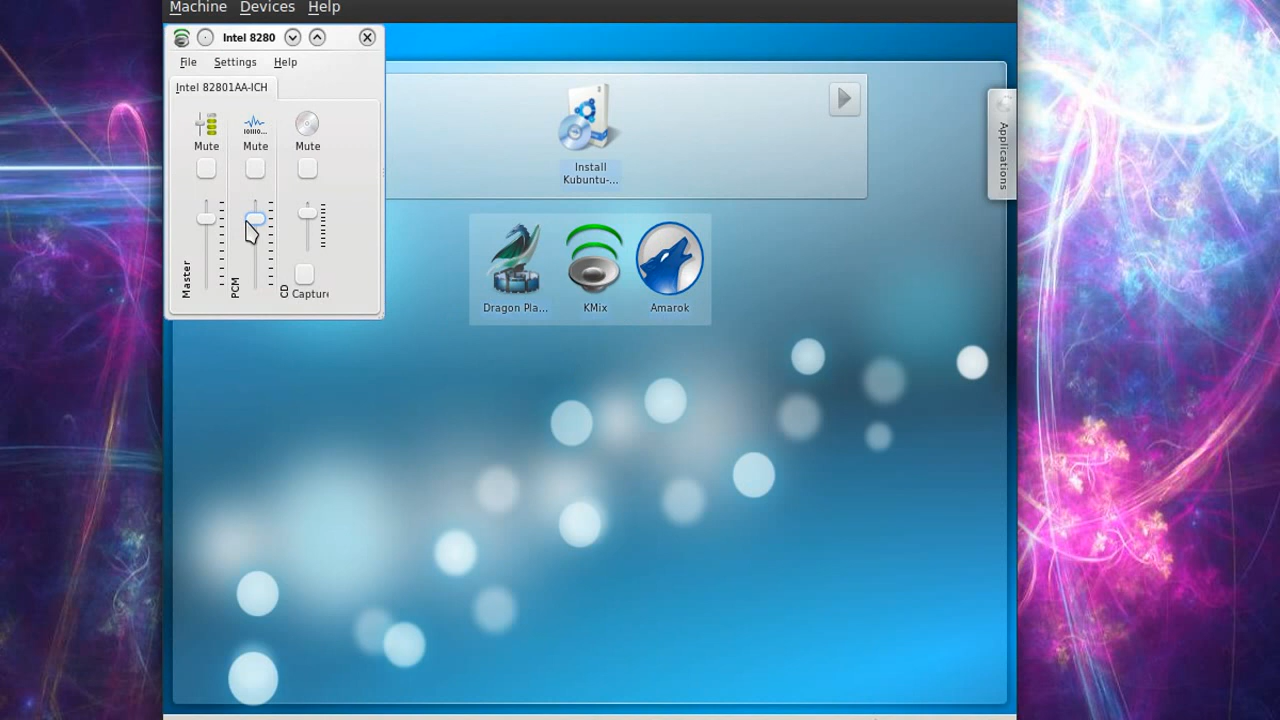 Machine Devices Help
Intel 8280
File Settings Help
Intel 82801AA-ICH
Mute Mute Mute
Master
PCM
CD
Capture
Install
Kubuntu-...
Applications
Dragon Pla... KMix Amarok